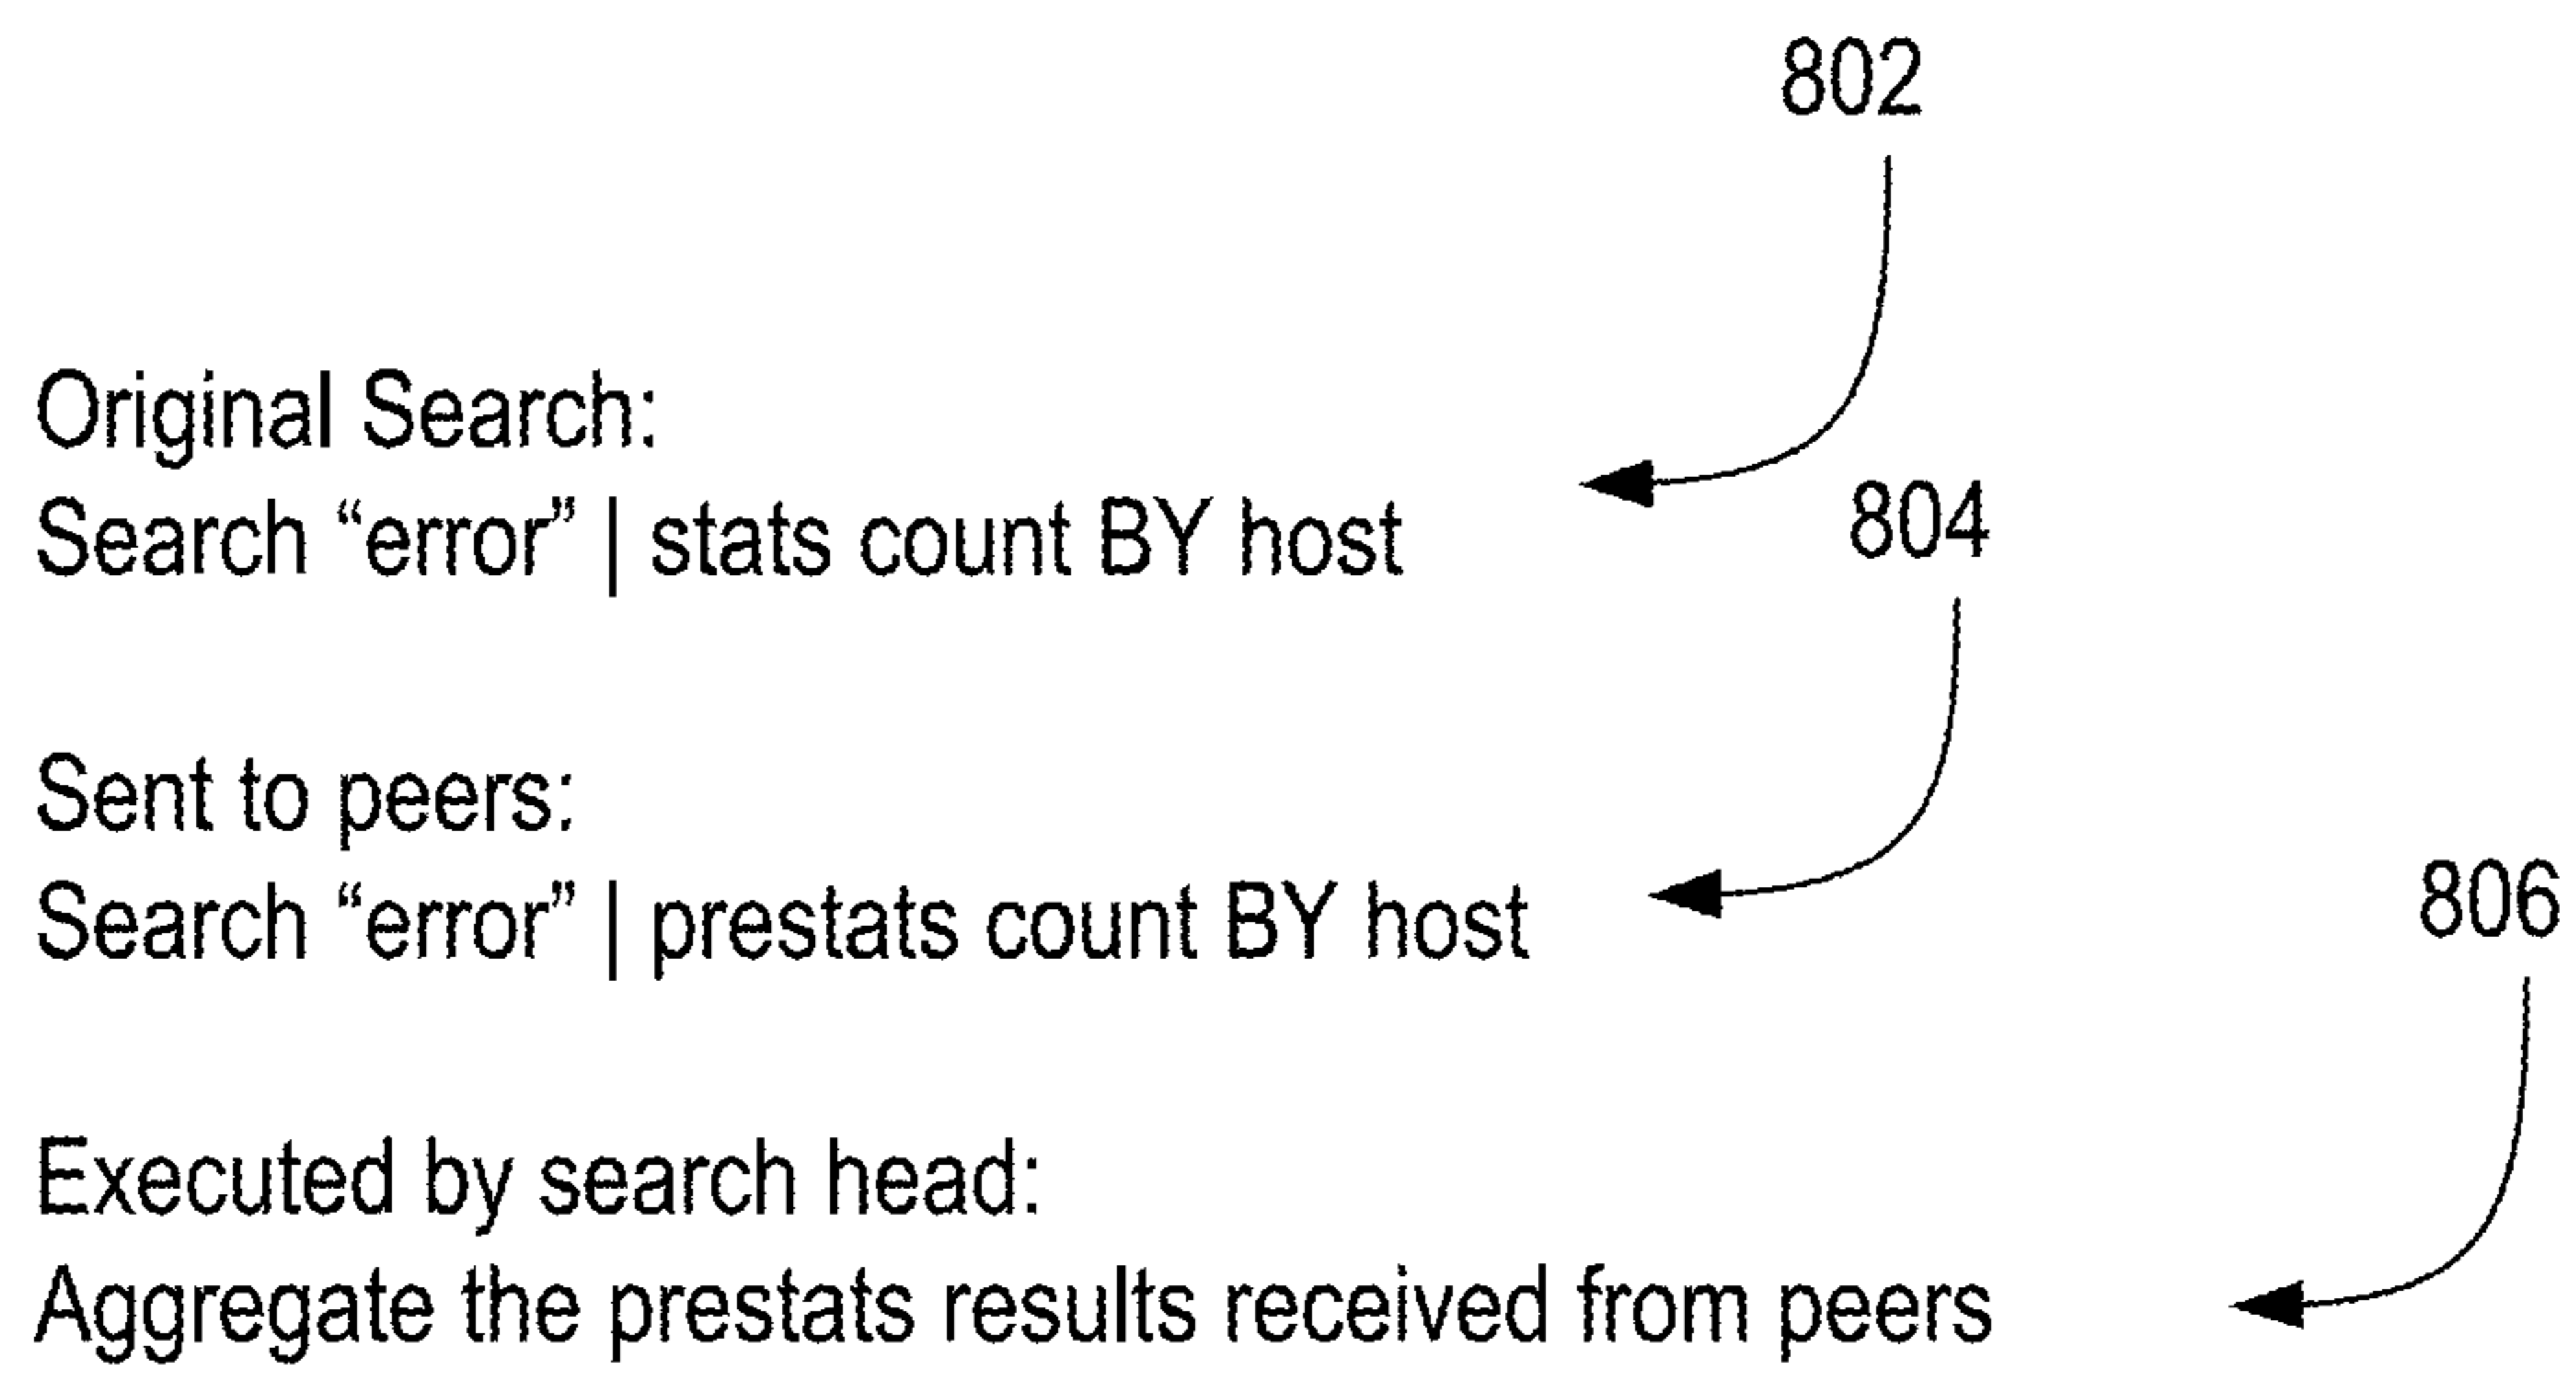 802
Original Search:
Search “error” | stats count BY host
804
Sent to peers:
Search “error” | prestats count BY host
806
Executed by search head:
Aggregate the prestats results received from peers